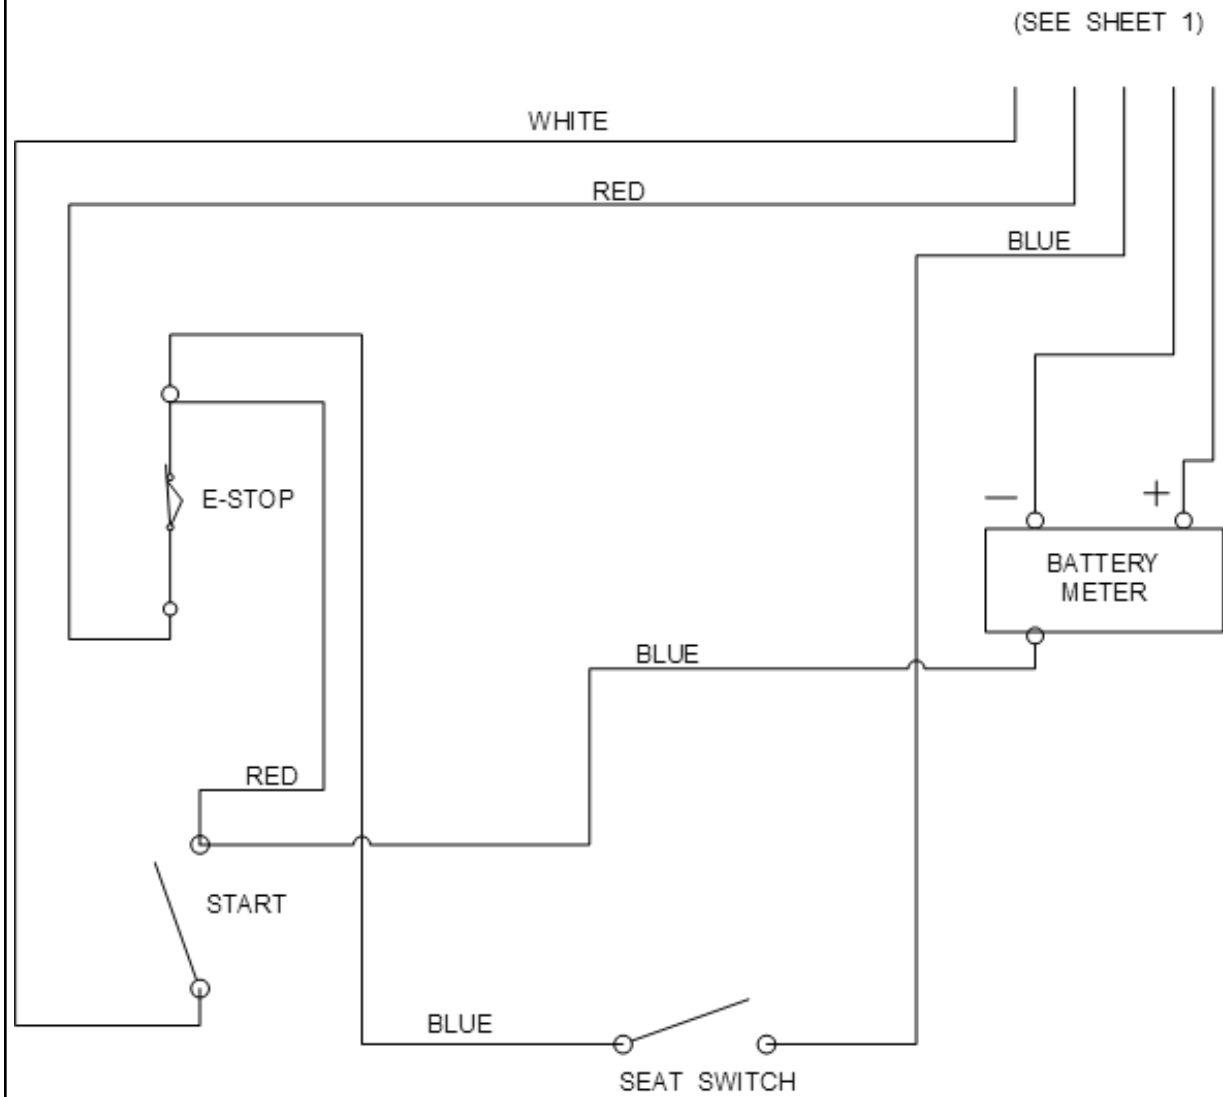 (SEE SHEET 1)
WHITE
RED
BLUE
E-STOP
— +
BATTERY
METER
BLUE
RED
START
BLUE
SEAT SWITCH